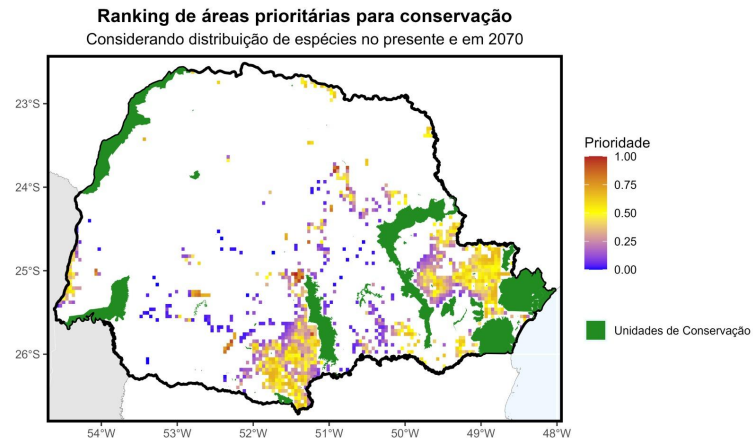 Ranking de áreas prioritárias para conservação
Considerando distribuição de espécies no presente e em 2070
23°S
24°S
25°S
26°S
54°W
53°W
52°W
51°W
50°W
49°W
48°W
Prioridade
1.00
0.75
0.50
0.25
0.00
Unidades de Conservação